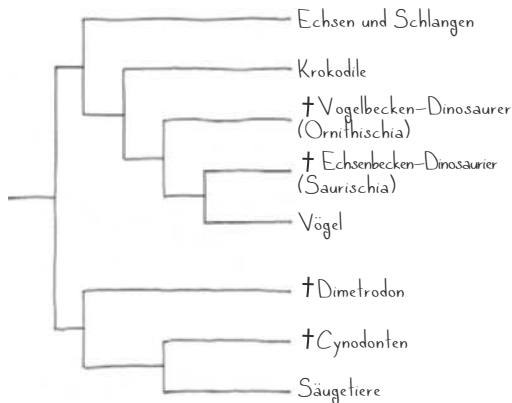 Echsen und Schlangen
Krokodile
†Vogelbecken-Dinosaurer
(Ornithischia)
†Echsenbecken-Dinosaurier
(Saurischia)
Vögel
†Dimetrodon
†Cynodonten
Säugetiere